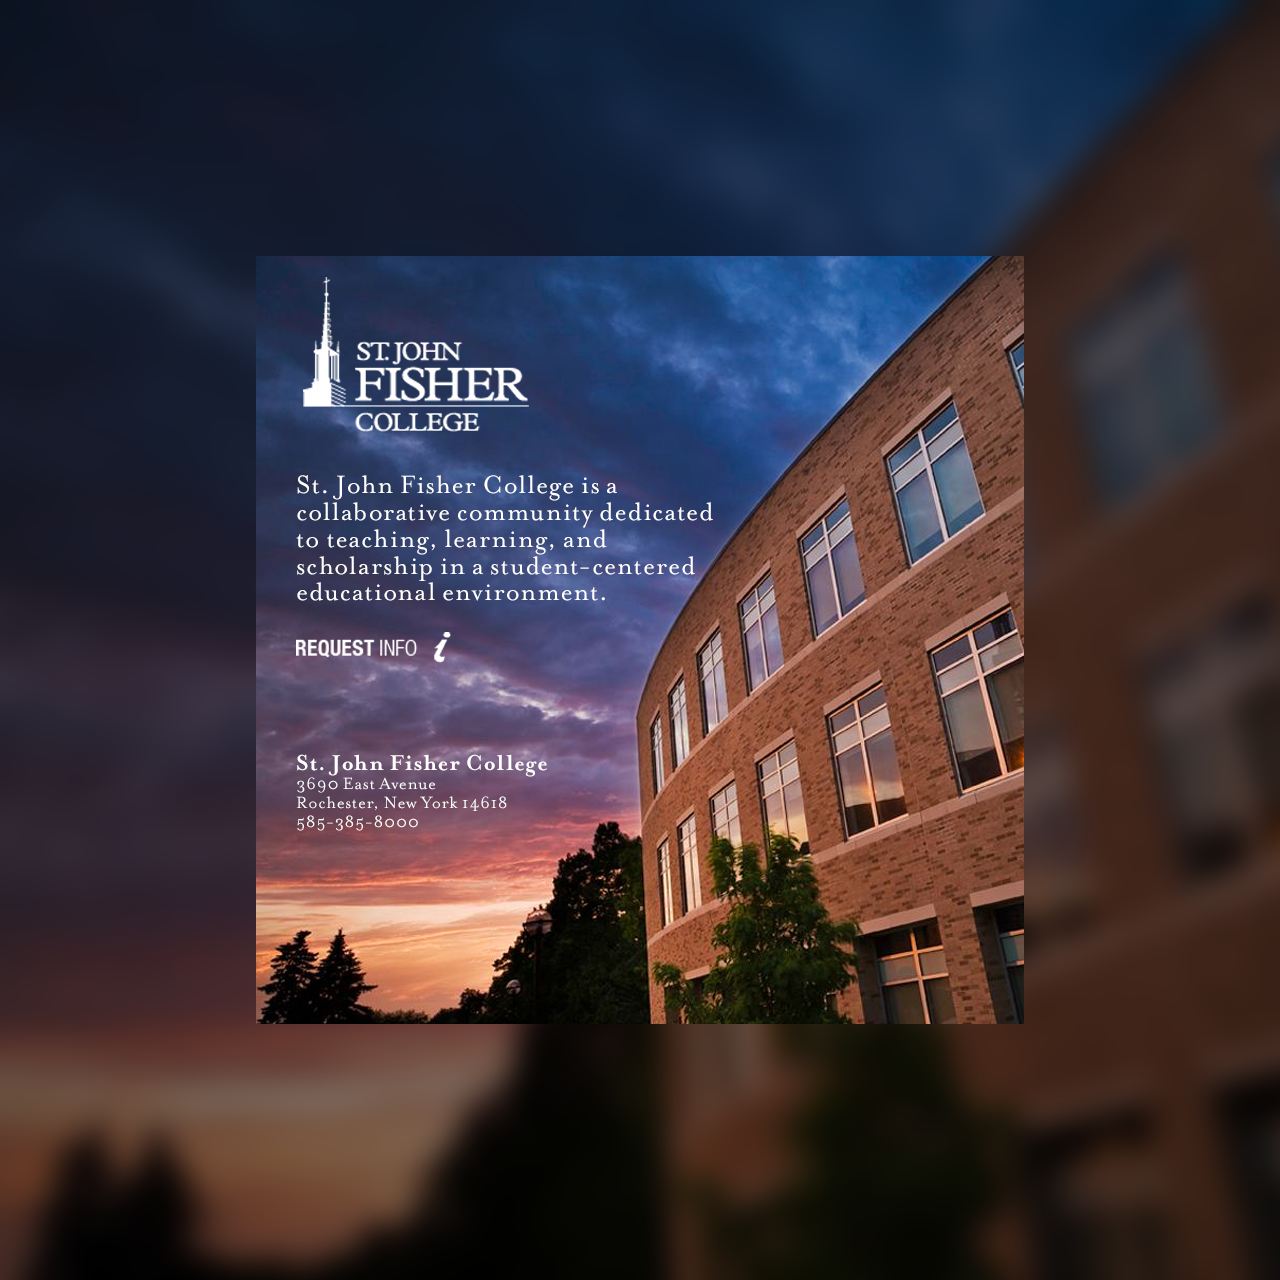 ST. JOHN
FISHER
COLLEGE
St. John Fisher College is a
collaborative community dedicated
to teaching, learning, and
scholarship in a student-centered
educational environment.
REQUEST INFO i
St. John Fisher College
3690 East Avenue
Rochester, New York 14618
585-385-8000